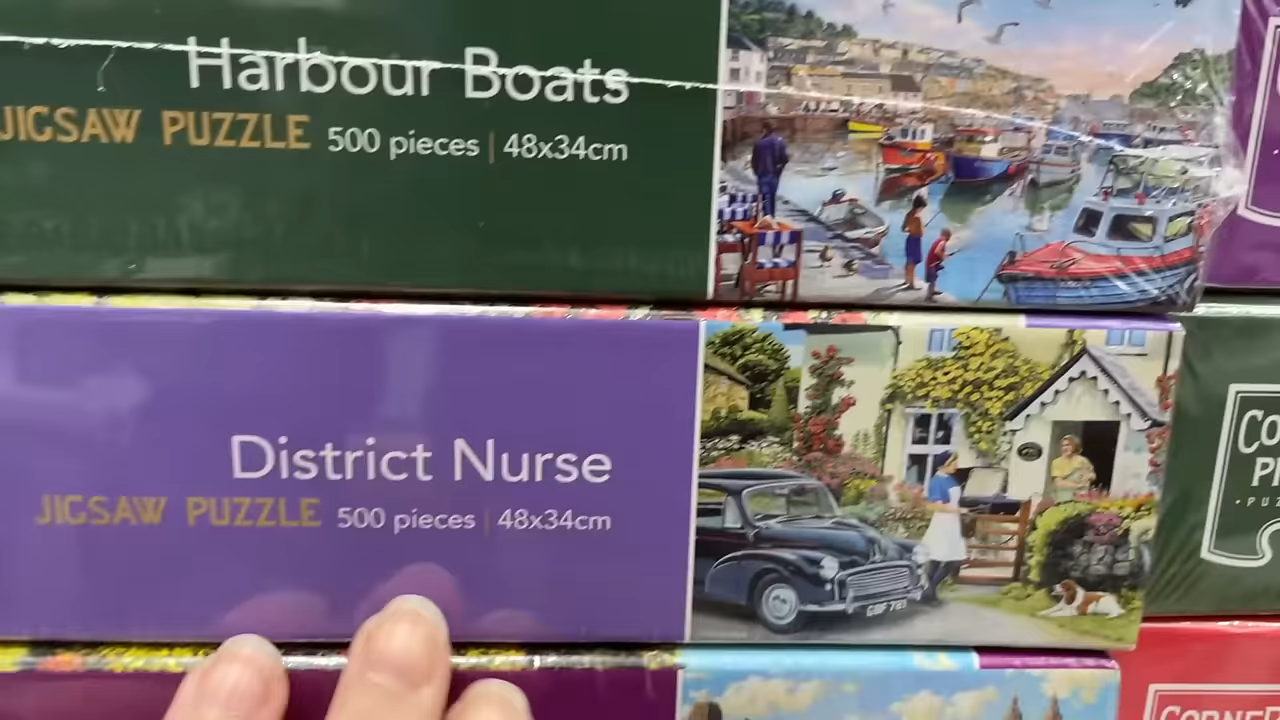 Harbour Boats
JIGSAW PUZZLE 500 pieces | 48x34cm
District Nurse
JIGSAW PUZZLE 500 pieces | 48x34cm